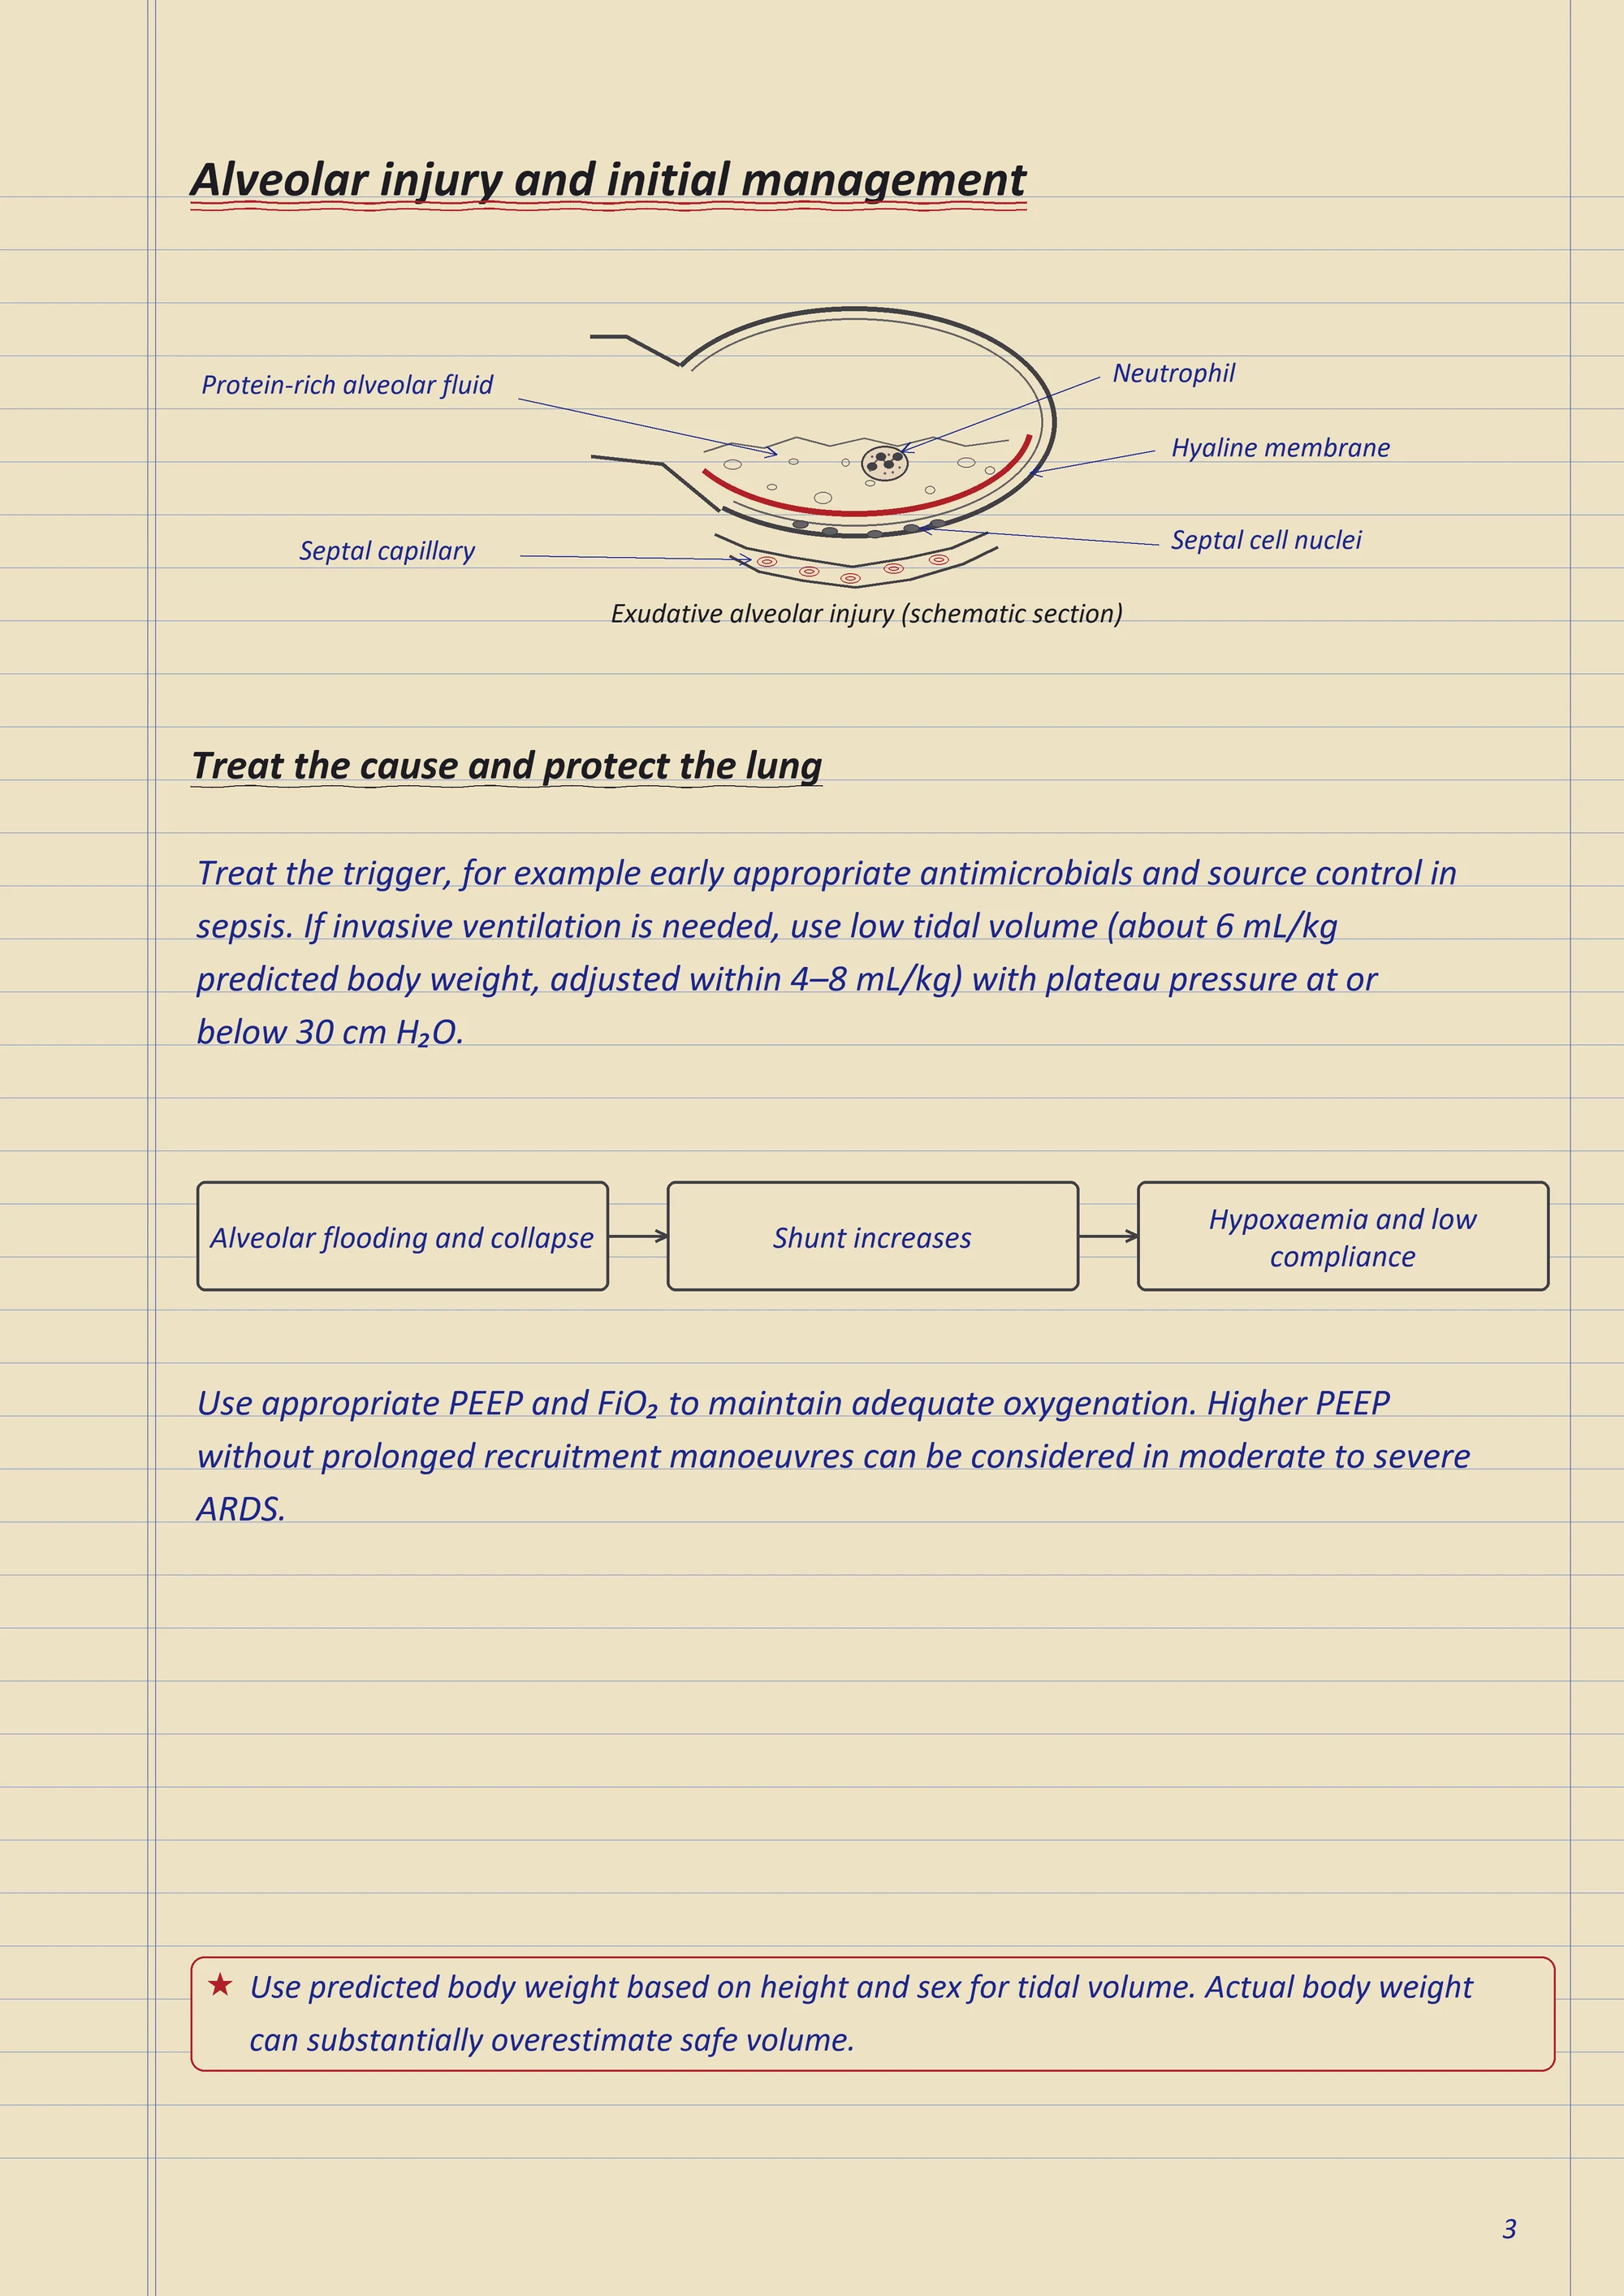 Alveolar injury and initial management
Protein-rich alveolar fluid
Neutrophil
Hyaline membrane
Septal capillary
Septal cell nuclei
Exudative alveolar injury (schematic section)
Treat the cause and protect the lung
Treat the trigger, for example early appropriate antimicrobials and source control in
sepsis. If invasive ventilation is needed, use low tidal volume (about 6 mL/kg
predicted body weight, adjusted within 4–8 mL/kg) with plateau pressure at or
below 30 cm H₂O.
Alveolar flooding and collapse
Shunt increases
Hypoxaemia and low
compliance
Use appropriate PEEP and FiO₂ to maintain adequate oxygenation. Higher PEEP
without prolonged recruitment manoeuvres can be considered in moderate to severe
ARDS.
★ Use predicted body weight based on height and sex for tidal volume. Actual body weight
can substantially overestimate safe volume.
3